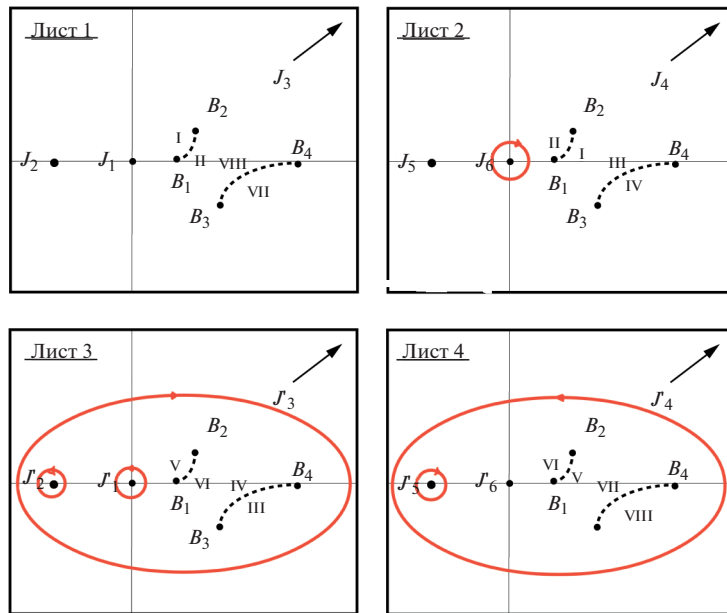 Лист 1
J₃
B₂
I
J₂ J₁ II VIII B₄
B₁ VII
B₃
Лист 2
J₄
B₂
II
J₅ J₆ I III B₄
B₁ IV
B₃
Лист 3
J'₃
B₂
V
J'₂ J'₁ VI IV B₄
B₁ III
B₃
Лист 4
J'₄
B₂
VI
J'₅ J'₆ V VII B₄
B₁ VIII